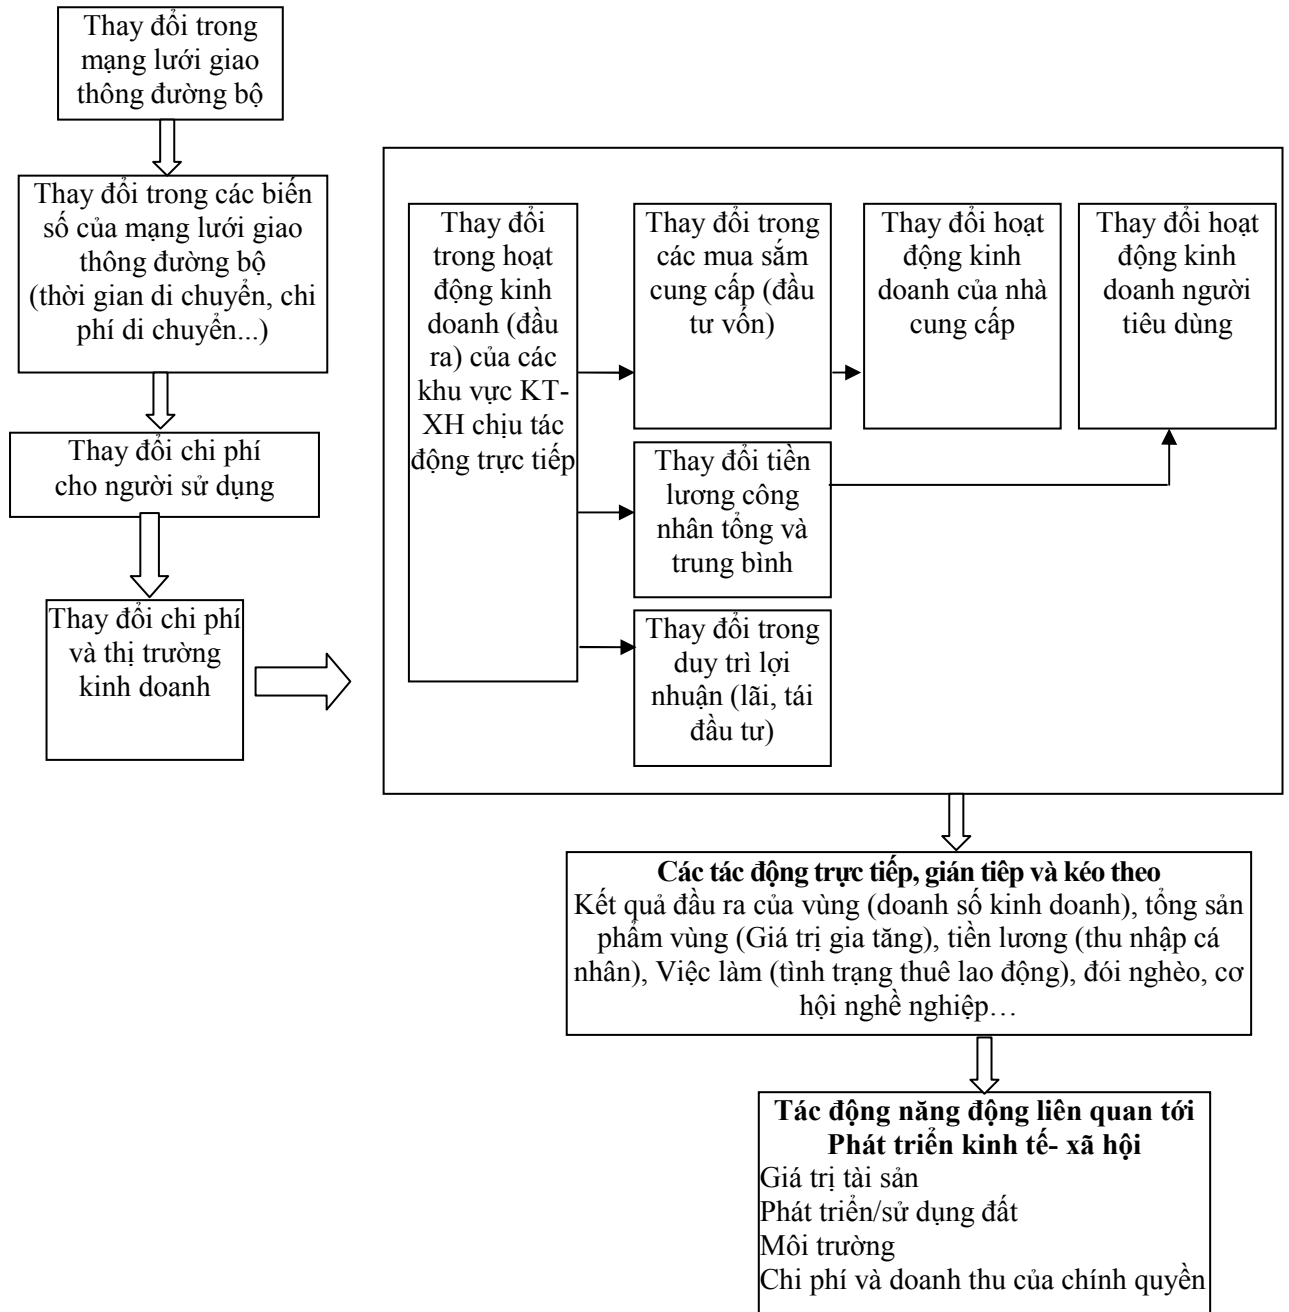 Thay đổi trong
mạng lưới giao
thông đường bộ
Thay đổi trong các biến
số của mạng lưới giao
thông đường bộ
(thời gian di chuyển, chi
phí di chuyển...)
Thay đổi chi phí
cho người sử dụng
Thay đổi chi phí
và thị trường
kinh doanh
Thay đổi
trong hoạt
động kinh
doanh (đầu
ra) của các
khu vực KT-
XH chịu tác
động trực tiếp
Thay đổi trong
các mua sắm
cung cấp (đầu
tư vốn)
Thay đổi hoạt
động kinh
doanh của nhà
cung cấp
Thay đổi hoạt
động kinh
doanh người
tiêu dùng
Thay đổi tiền
lương công
nhân tổng và
trung bình
Thay đổi trong
duy trì lợi
nhuận (lãi, tái
đầu tư)
Các tác động trực tiếp, gián tiêp và kéo theo
Kết quả đầu ra của vùng (doanh số kinh doanh), tổng sản
phẩm vùng (Giá trị gia tăng), tiền lương (thu nhập cá
nhân), Việc làm (tình trạng thuê lao động), đói nghèo, cơ
hội nghề nghiệp…
Tác động năng động liên quan tới
Phát triển kinh tế- xã hội
Giá trị tài sản
Phát triển/sử dụng đất
Môi trường
Chi phí và doanh thu của chính quyền